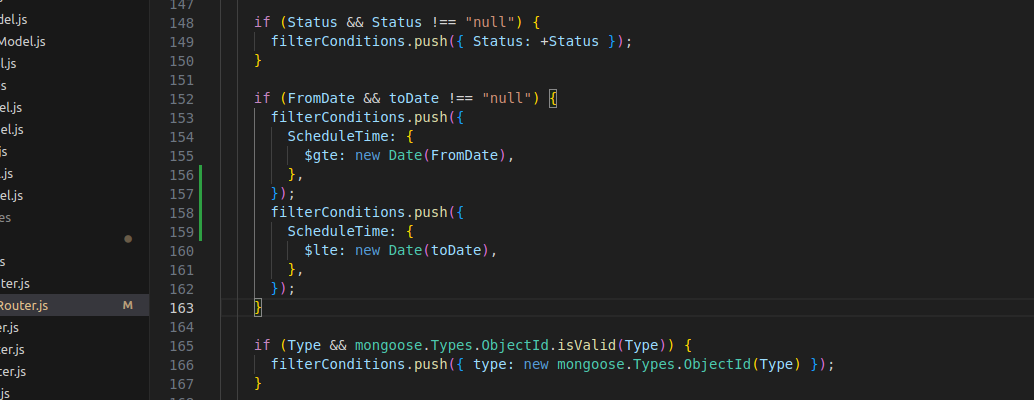 del.js
Model.js
l.js
s
el.js
el.js
js
.js
el.js
es
s
ter.js
Router.js M
er.js
ter.js
ter.js
js
147
148 if (Status && Status !== "null") {
149 filterConditions.push({ Status: +Status });
150 }
151
152 if (FromDate && toDate !== "null") {
153 filterConditions.push({
154 ScheduleTime: {
155 $gte: new Date(FromDate),
156 },
157 });
158 filterConditions.push({
159 ScheduleTime: {
160 $lte: new Date(toDate),
161 },
162 });
163 }
164
165 if (Type && mongoose.Types.ObjectId.isValid(Type)) {
166 filterConditions.push({ type: new mongoose.Types.ObjectId(Type) });
167 }